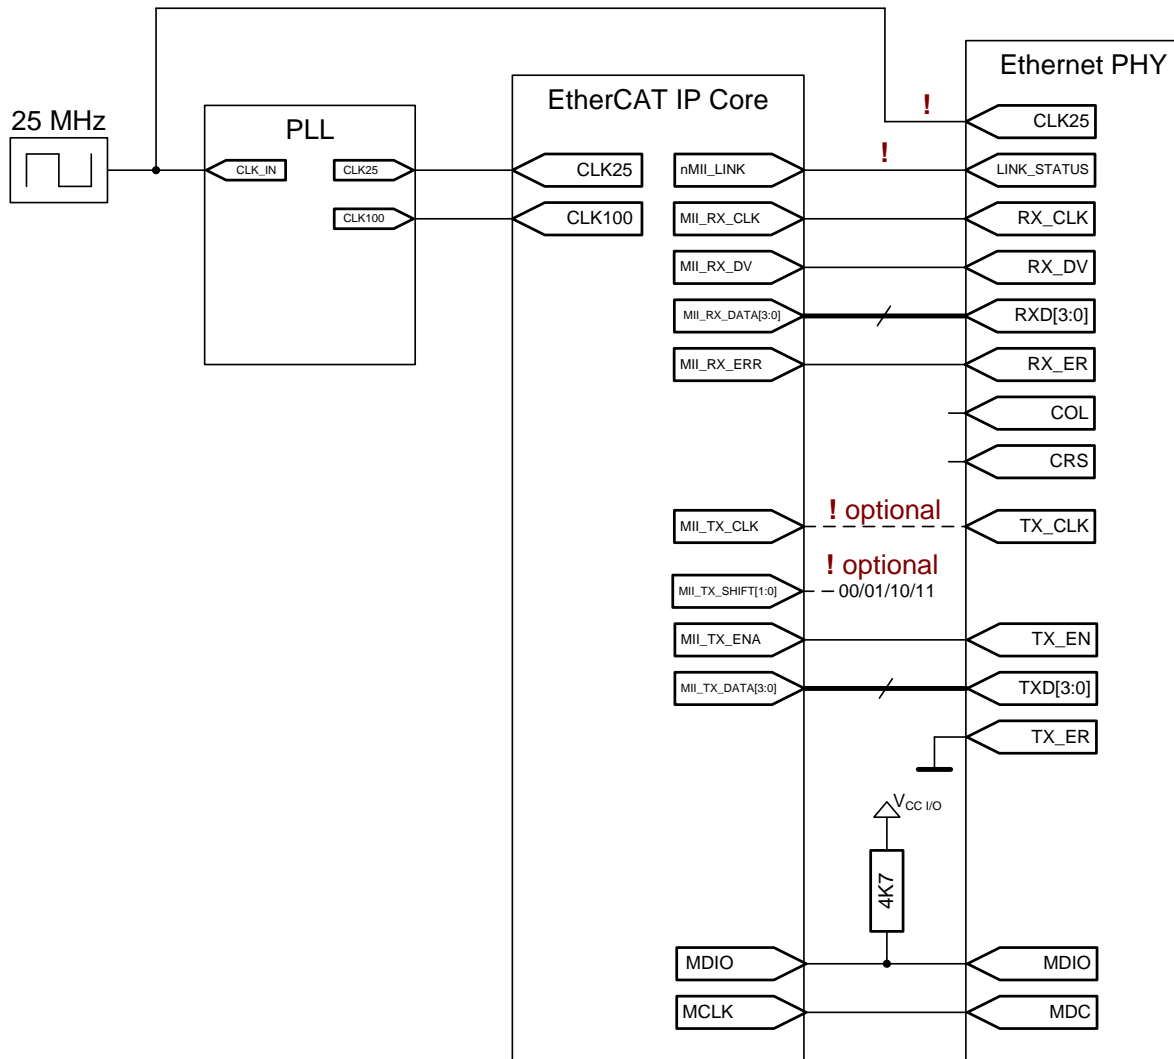 Ethernet PHY
EtherCAT IP Core
!
25 MHz
PLL
CLK25
!
CLK_IN
CLK25
CLK25
nMII_LINK
LINK_STATUS
CLK100
CLK100
MII_RX_CLK
RX_CLK
MII_RX_DV
RX_DV
MII_RX_DATA[3:0]
RXD[3:0]
MII_RX_ERR
RX_ER
COL
CRS
! optional
MII_TX_CLK
TX_CLK
! optional
MII_TX_SHIFT[1:0]
00/01/10/11
MII_TX_ENA
TX_EN
MII_TX_DATA[3:0]
TXD[3:0]
TX_ER
VCC I/O
4K7
MDIO
MDIO
MCLK
MDC